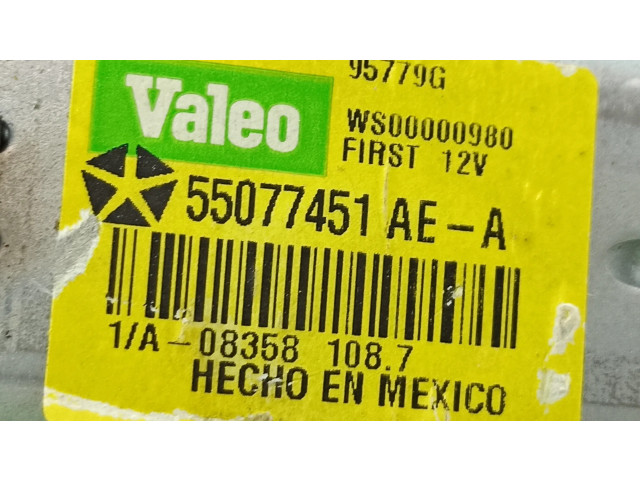 95779G
Valeo
WS00000980
FIRST 12V
55077451 AE-A
1/A-08358 108.7
HECHO EN MEXICO